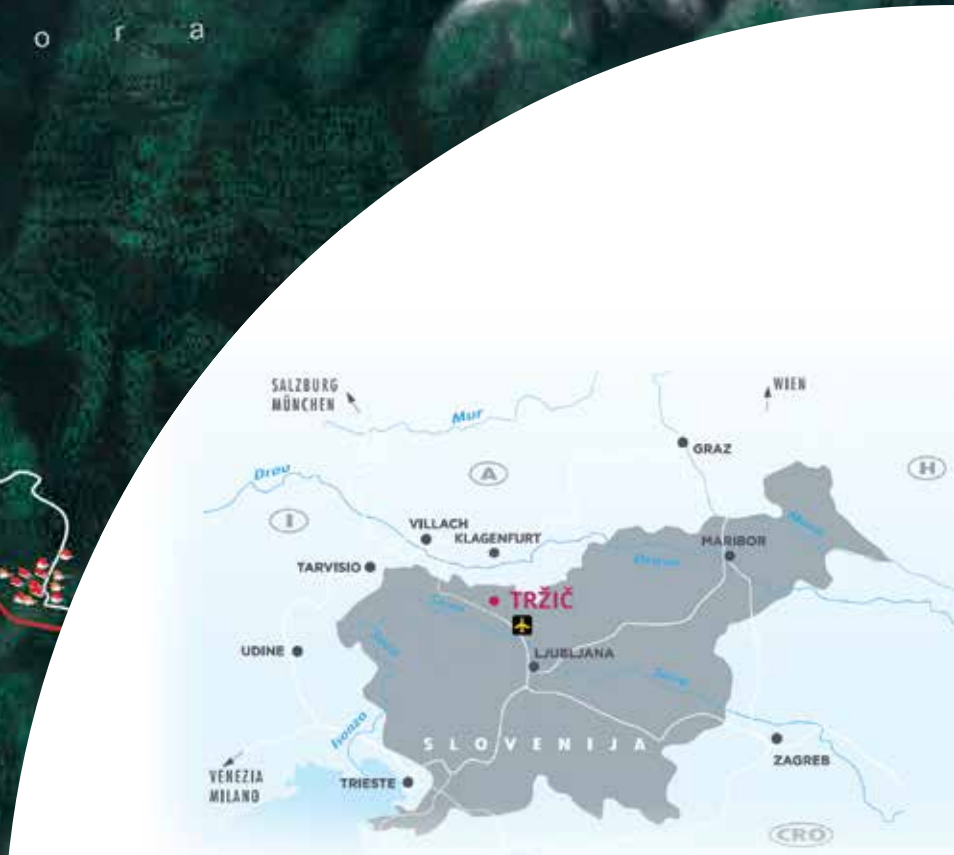 o r a
SALZBURG
MÜNCHEN
WIEN
Mur
GRAZ
Drau
A
H
I
VILLACH
KLAGENFURT
Mura
MARIBOR
Drava
TARVISIO
TRŽIČ
Sava
UDINE
Soča
LJUBLJANA
Sava
Isonzo
SLOVENIJA
ZAGREB
VENEZIA
MILANO
TRIESTE
CRO